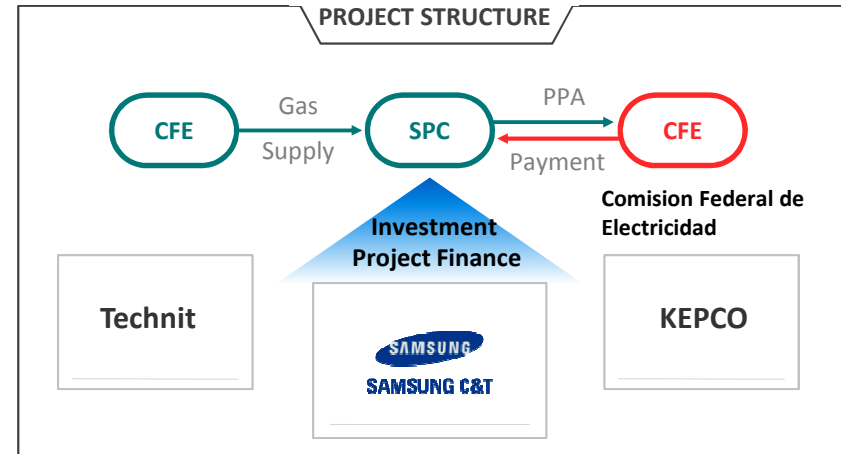 PROJECT STRUCTURE
CFE
Gas
Supply
SPC
PPA
Payment
CFE
Comision Federal de
Electricidad
Investment
Project Finance
Technit
SAMSUNG
SAMSUNG C&T
KEPCO